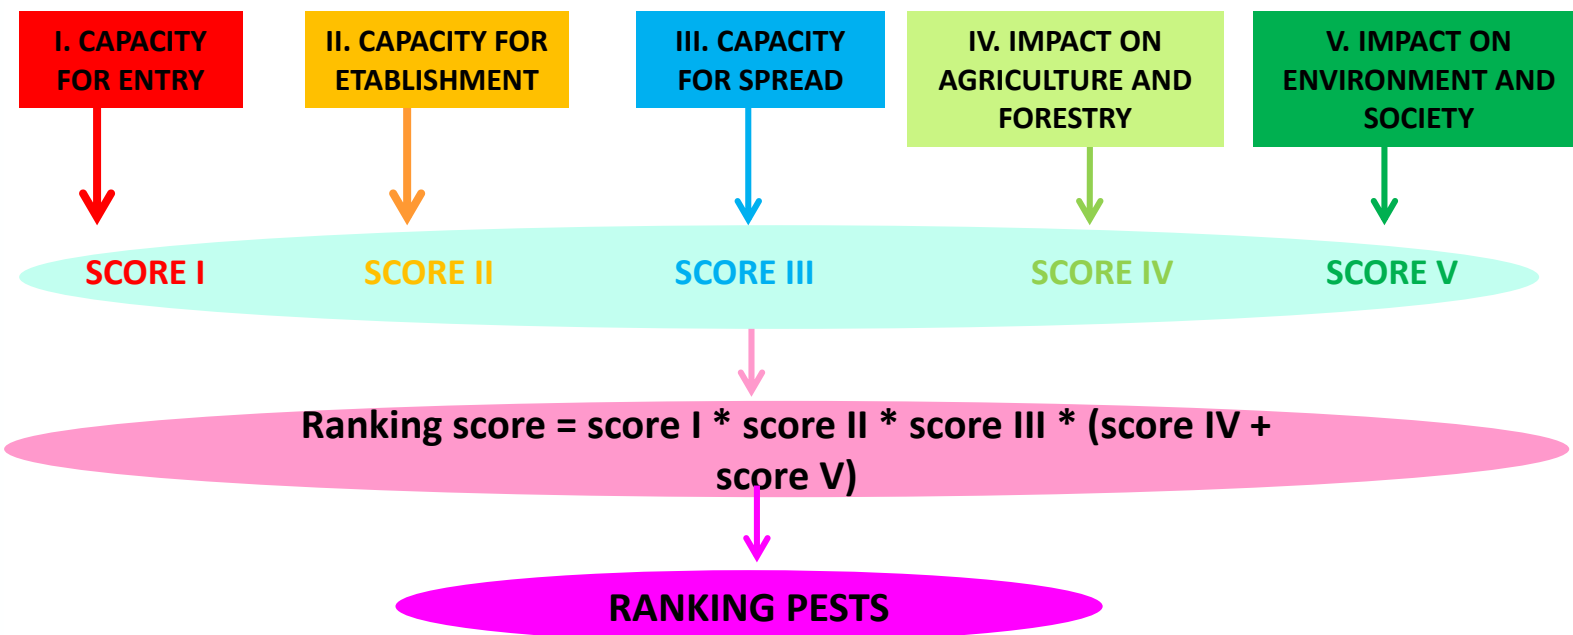 I. CAPACITY
FOR ENTRY
II. CAPACITY FOR
ETABLISHMENT
III. CAPACITY
FOR SPREAD
IV. IMPACT ON
AGRICULTURE AND
FORESTRY
V. IMPACT ON
ENVIRONMENT AND
SOCIETY
SCORE I
SCORE II
SCORE III
SCORE IV
SCORE V
Ranking score = score I * score II * score III * (score IV +
score V)
RANKING PESTS